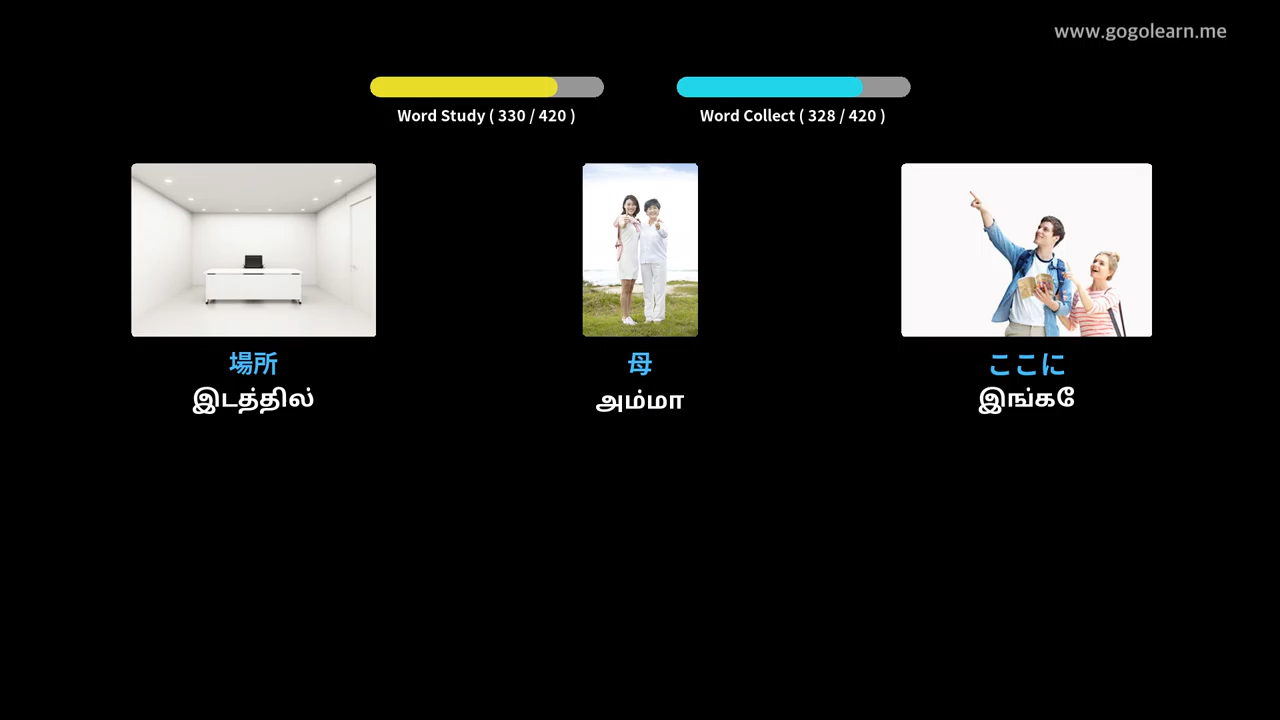 www.gogolearn.me
Word Study ( 330 / 420 )
Word Collect ( 328 / 420 )
場所
இடத்தில்
母
அம்மா
ここに
இங்கே